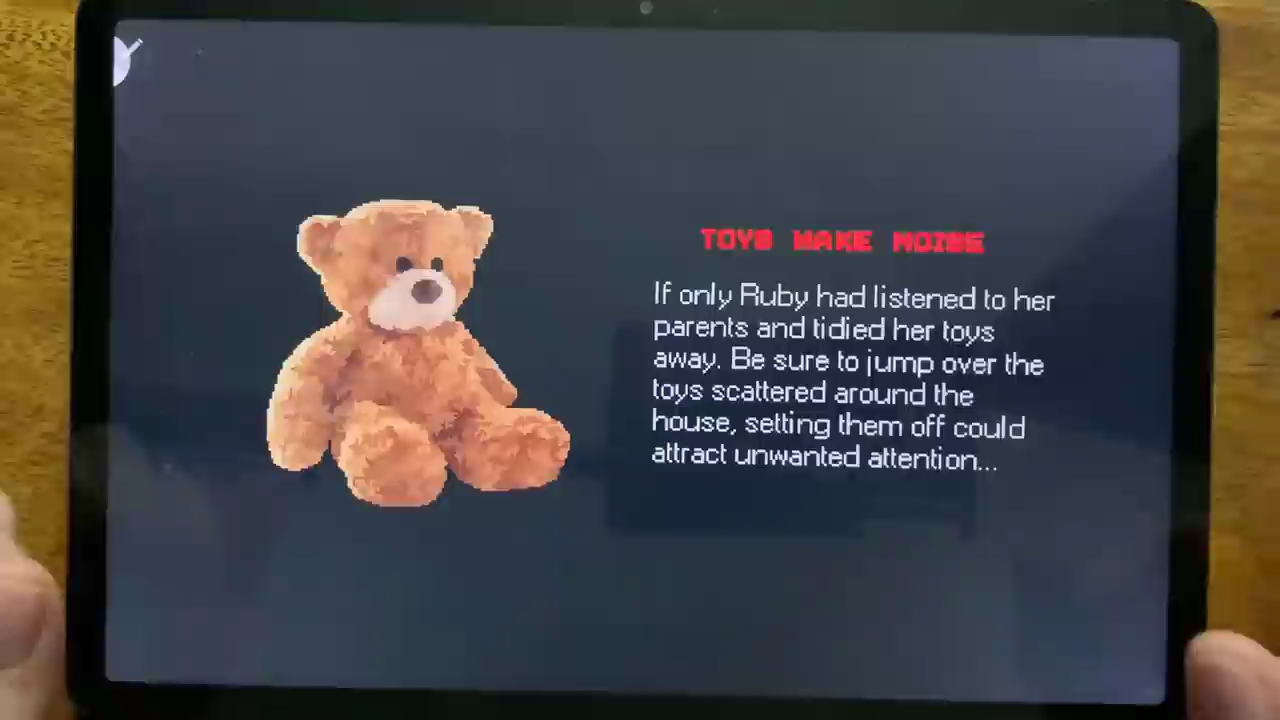 TOYS MAKE NOISE
If only Ruby had listened to her
parents and tidied her toys
away. Be sure to jump over the
toys scattered around the
house, setting them off could
attract unwanted attention...